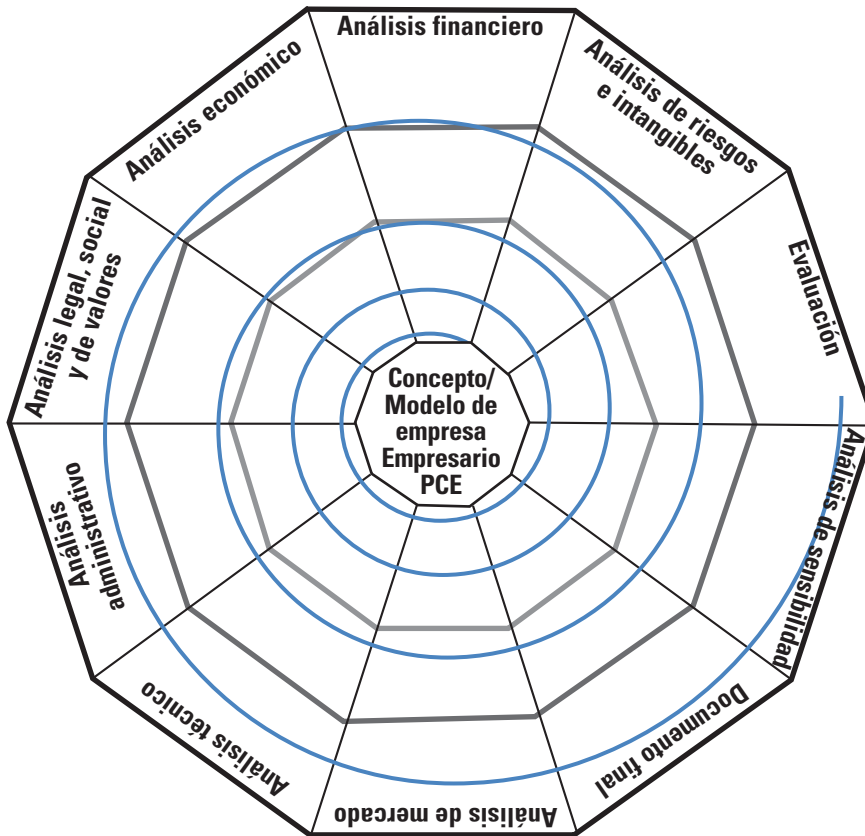 Análisis financiero
Análisis de riesgos
e intangibles
Evaluación
Análisis de sensibilidad
Documento final
Análisis de mercado
Análisis técnico
Análisis
administrativo
Análisis legal, social
y de valores
Análisis económico
Concepto/
Modelo de
empresa
Empresario
PCE